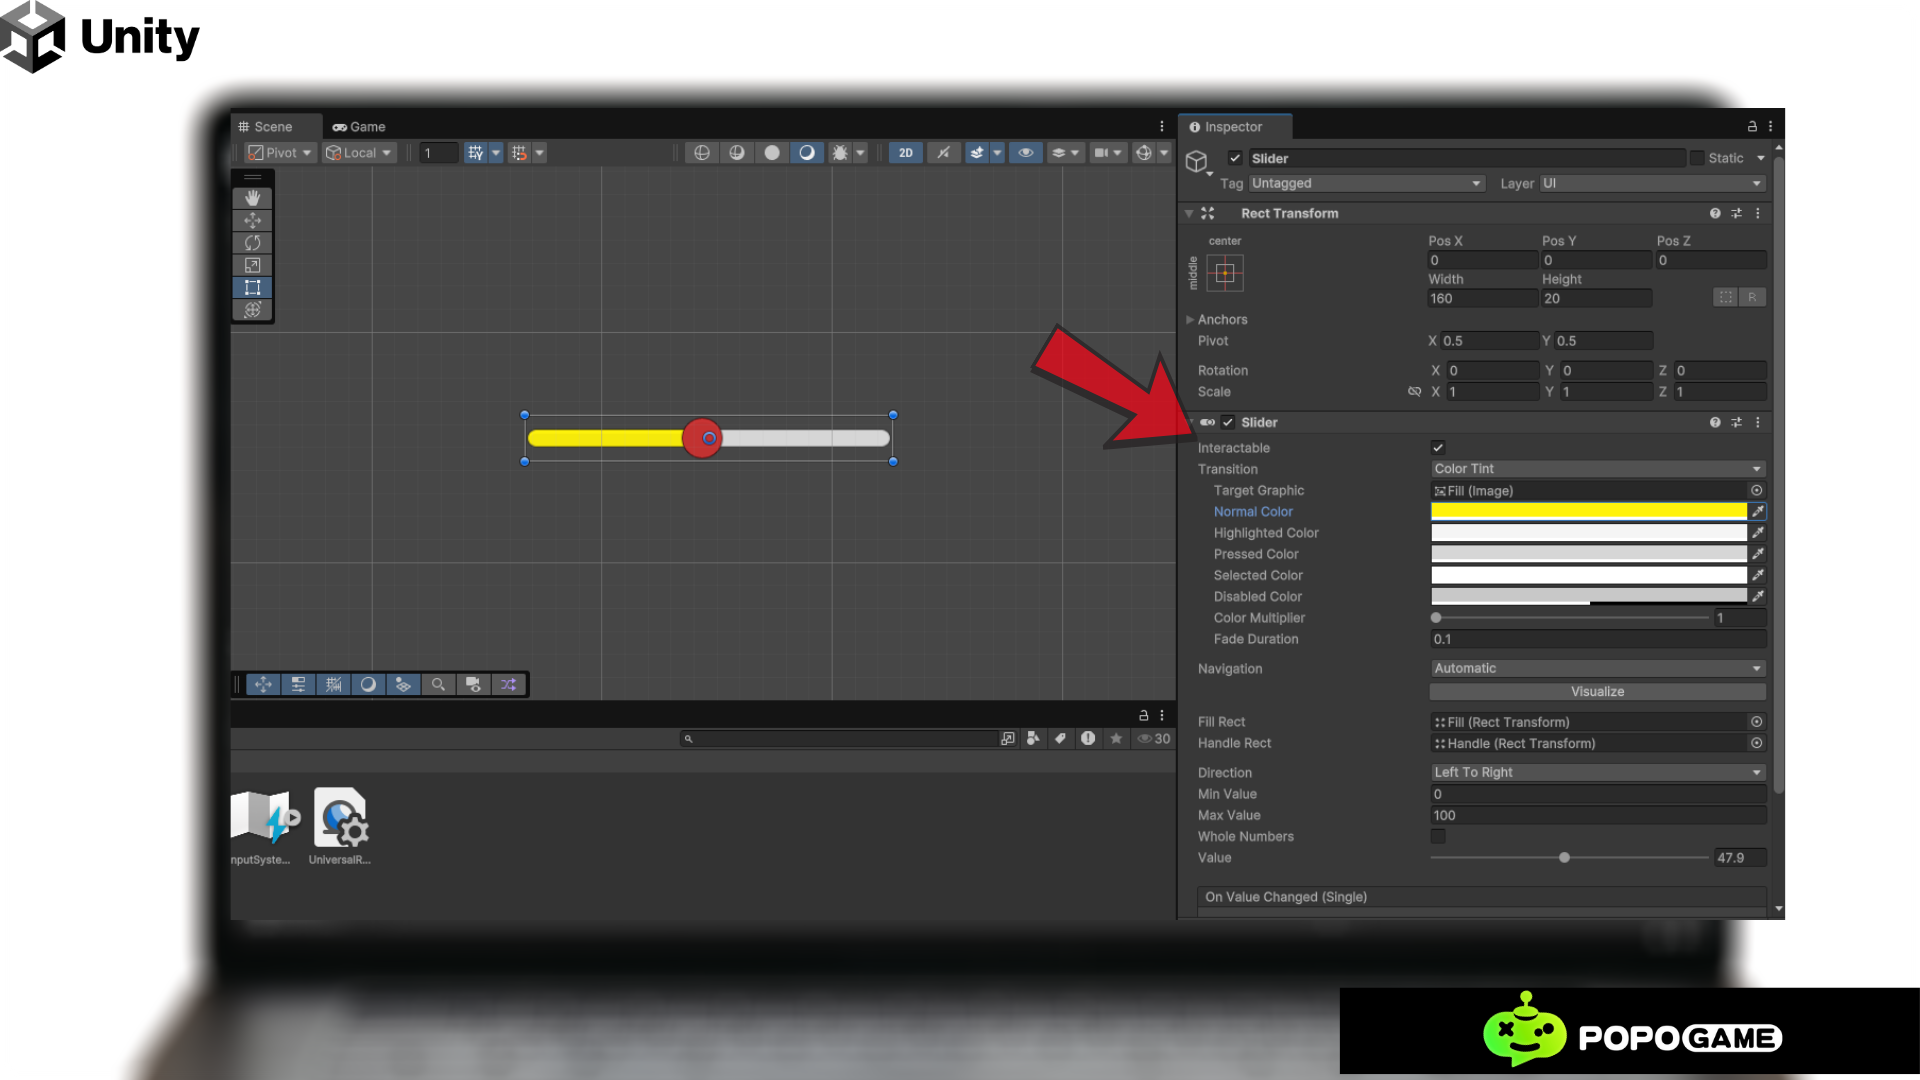 Unity
Scene
Game
Pivot
Local
1
2D
Inspector
Slider
Static
Tag
Untagged
Layer
UI
Rect Transform
center
middle
Pos X
Pos Y
Pos Z
0
0
0
Width
Height
160
20
R
Anchors
Pivot
X 0.5
Y 0.5
Rotation
X 0
Y 0
Z 0
Scale
X 1
Y 1
Z 1
Slider
Interactable
Transition
Color Tint
Target Graphic
Fill (Image)
Normal Color
Highlighted Color
Pressed Color
Selected Color
Disabled Color
Color Multiplier
1
Fade Duration
0.1
Navigation
Automatic
Visualize
Fill Rect
Fill (Rect Transform)
Handle Rect
Handle (Rect Transform)
Direction
Left To Right
Min Value
0
Max Value
100
Whole Numbers
Value
47.9
On Value Changed (Single)
30
nputSyste...
UniversalR...
POPOGAME